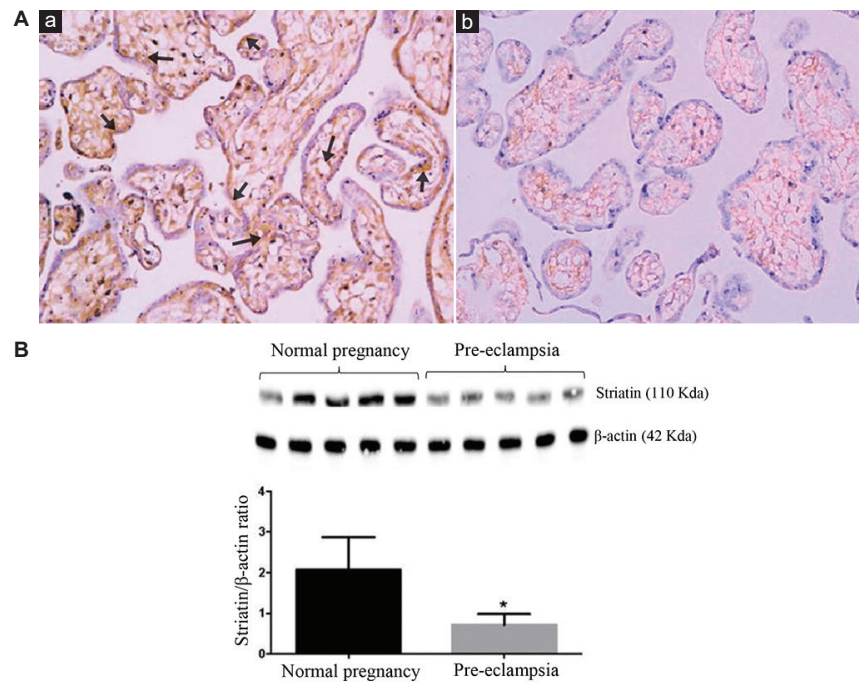 A
a
b
B
Normal pregnancy
Pre-eclampsia
Striatin (110 Kda)
β-actin (42 Kda)
Striatin/β-actin ratio
4
3
2
1
0
*
Normal pregnancy
Pre-eclampsia